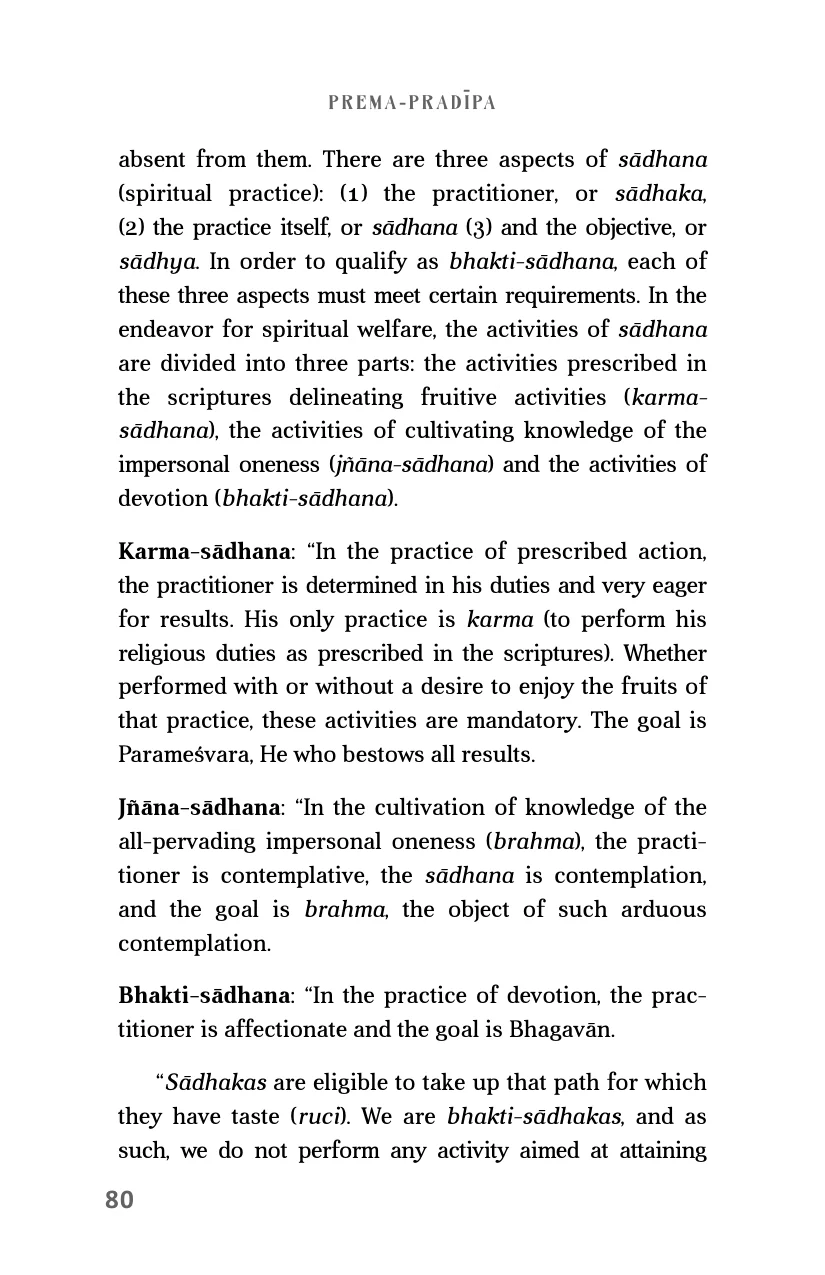 PREMA-PRADĪPA
absent from them. There are three aspects of sādhana
(spiritual practice): (1) the practitioner, or sādhaka,
(2) the practice itself, or sādhana (3) and the objective, or
sādhya. In order to qualify as bhakti-sādhana, each of
these three aspects must meet certain requirements. In the
endeavor for spiritual welfare, the activities of sādhana
are divided into three parts: the activities prescribed in
the scriptures delineating fruitive activities (karma-
sādhana), the activities of cultivating knowledge of the
impersonal oneness (jñāna-sādhana) and the activities of
devotion (bhakti-sādhana).
Karma-sādhana: “In the practice of prescribed action,
the practitioner is determined in his duties and very eager
for results. His only practice is karma (to perform his
religious duties as prescribed in the scriptures). Whether
performed with or without a desire to enjoy the fruits of
that practice, these activities are mandatory. The goal is
Parameśvara, He who bestows all results.
Jñāna-sādhana: “In the cultivation of knowledge of the
all-pervading impersonal oneness (brahma), the practi-
tioner is contemplative, the sādhana is contemplation,
and the goal is brahma, the object of such arduous
contemplation.
Bhakti-sādhana: “In the practice of devotion, the prac-
titioner is affectionate and the goal is Bhagavān.
“Sādhakas are eligible to take up that path for which
they have taste (ruci). We are bhakti-sādhakas, and as
such, we do not perform any activity aimed at attaining
80